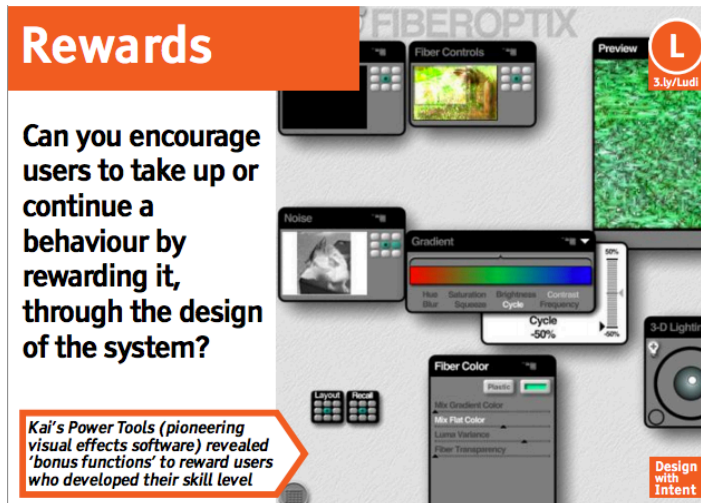 Rewards
Can you encourage
users to take up or
continue a
behaviour by
rewarding it,
through the design
of the system?
Kai's Power Tools (pioneering
visual effects software) revealed
'bonus functions' to reward users
who developed their skill level
FIBEROPTIX
Fiber Controls
Preview
L
3.ly/Ludi
Noise
Gradient
Hue Saturation Brightness Contrast
Blur Squeeze Cycle Frequency
50%
-50%
Cycle
-50%
3-D Lightin
Layout Recall
Fiber Color
Plastic
Mix Gradient Color
Mix Flat Color
Luma Variance
Fiber Transparency
Design
with
Intent